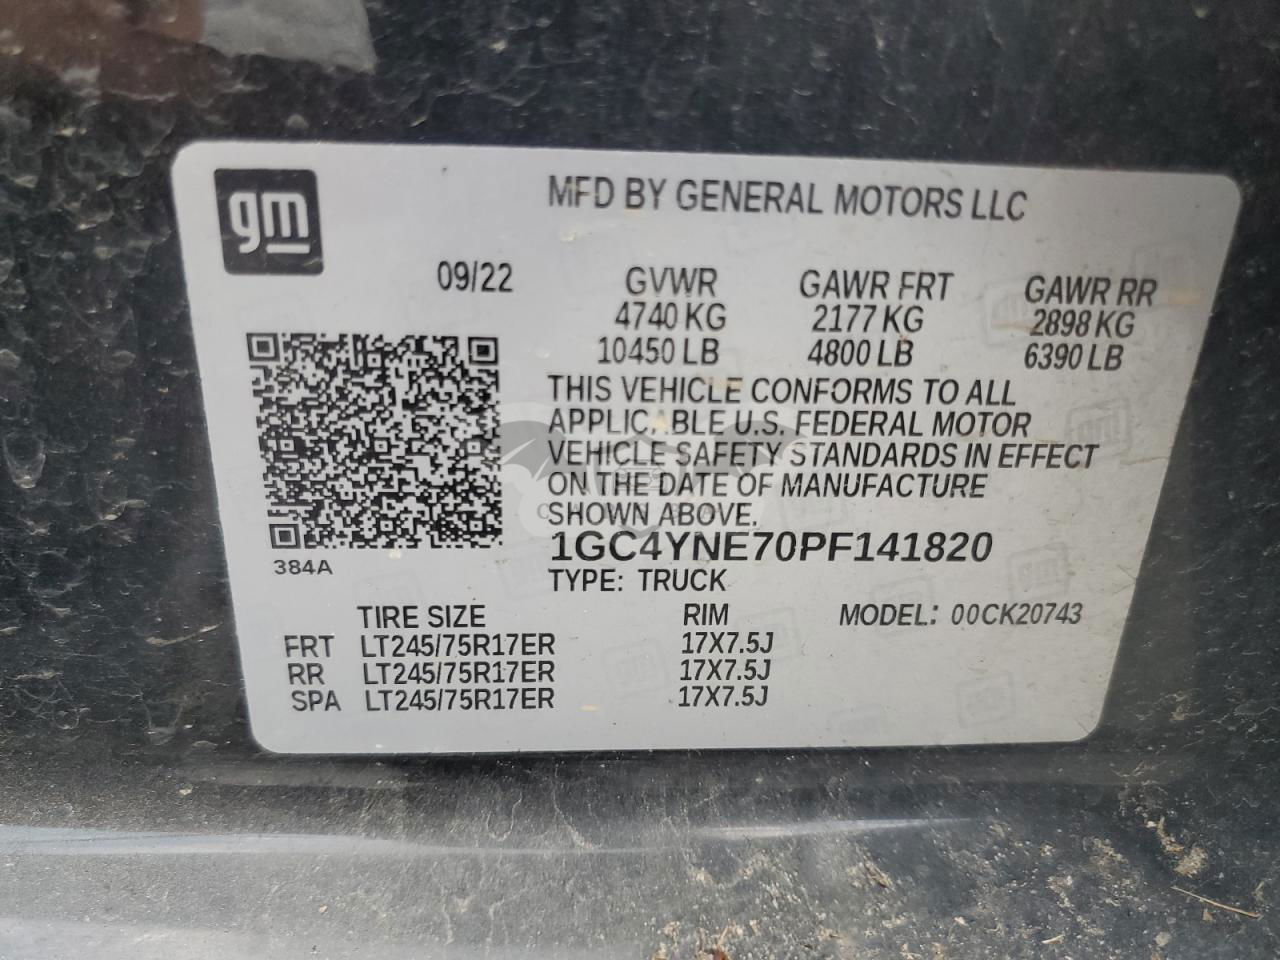 gm
MFD BY GENERAL MOTORS LLC
09/22 GVWR GAWR FRT GAWR RR
4740 KG 2177 KG 2898 KG
10450 LB 4800 LB 6390 LB
THIS VEHICLE CONFORMS TO ALL
APPLICABLE U.S. FEDERAL MOTOR
VEHICLE SAFETY STANDARDS IN EFFECT
ON THE DATE OF MANUFACTURE
SHOWN ABOVE.
1GC4YNE70PF141820
384A
TYPE: TRUCK
TIRE SIZE RIM MODEL: 00CK20743
FRT LT245/75R17ER 17X7.5J
RR LT245/75R17ER 17X7.5J
SPA LT245/75R17ER 17X7.5J